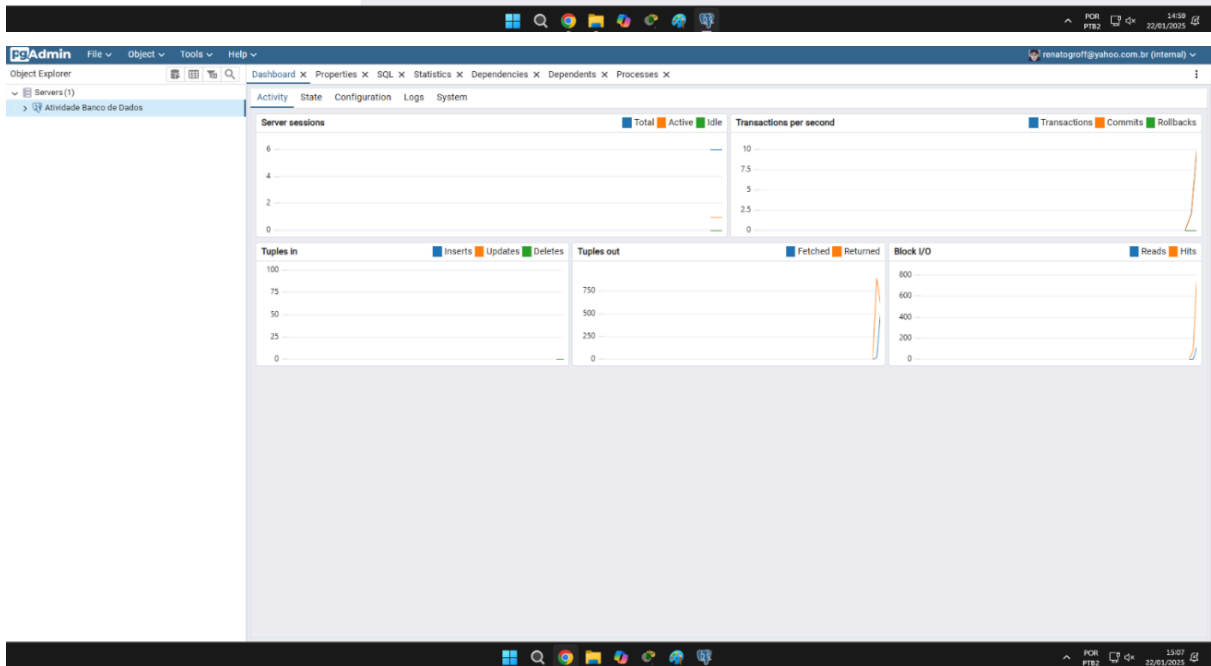 POR
PTB2
14:59
22/01/2025
pgAdmin File Object Tools Help
renatogroff@yahoo.com.br (internal)
Object Explorer
Dashboard Properties SQL Statistics Dependencies Dependents Processes
Servers (1)
Atividade Banco de Dados
Activity State Configuration Logs System
Server sessions Total Active Idle
6
4
2
0
Transactions per second Transactions Commits Rollbacks
10
7.5
5
2.5
0
Tuples in Inserts Updates Deletes
100
75
50
25
0
Tuples out Fetched Returned
750
500
250
0
Block I/O Reads Hits
800
600
400
200
0
POR
PTB2
15:07
22/01/2025